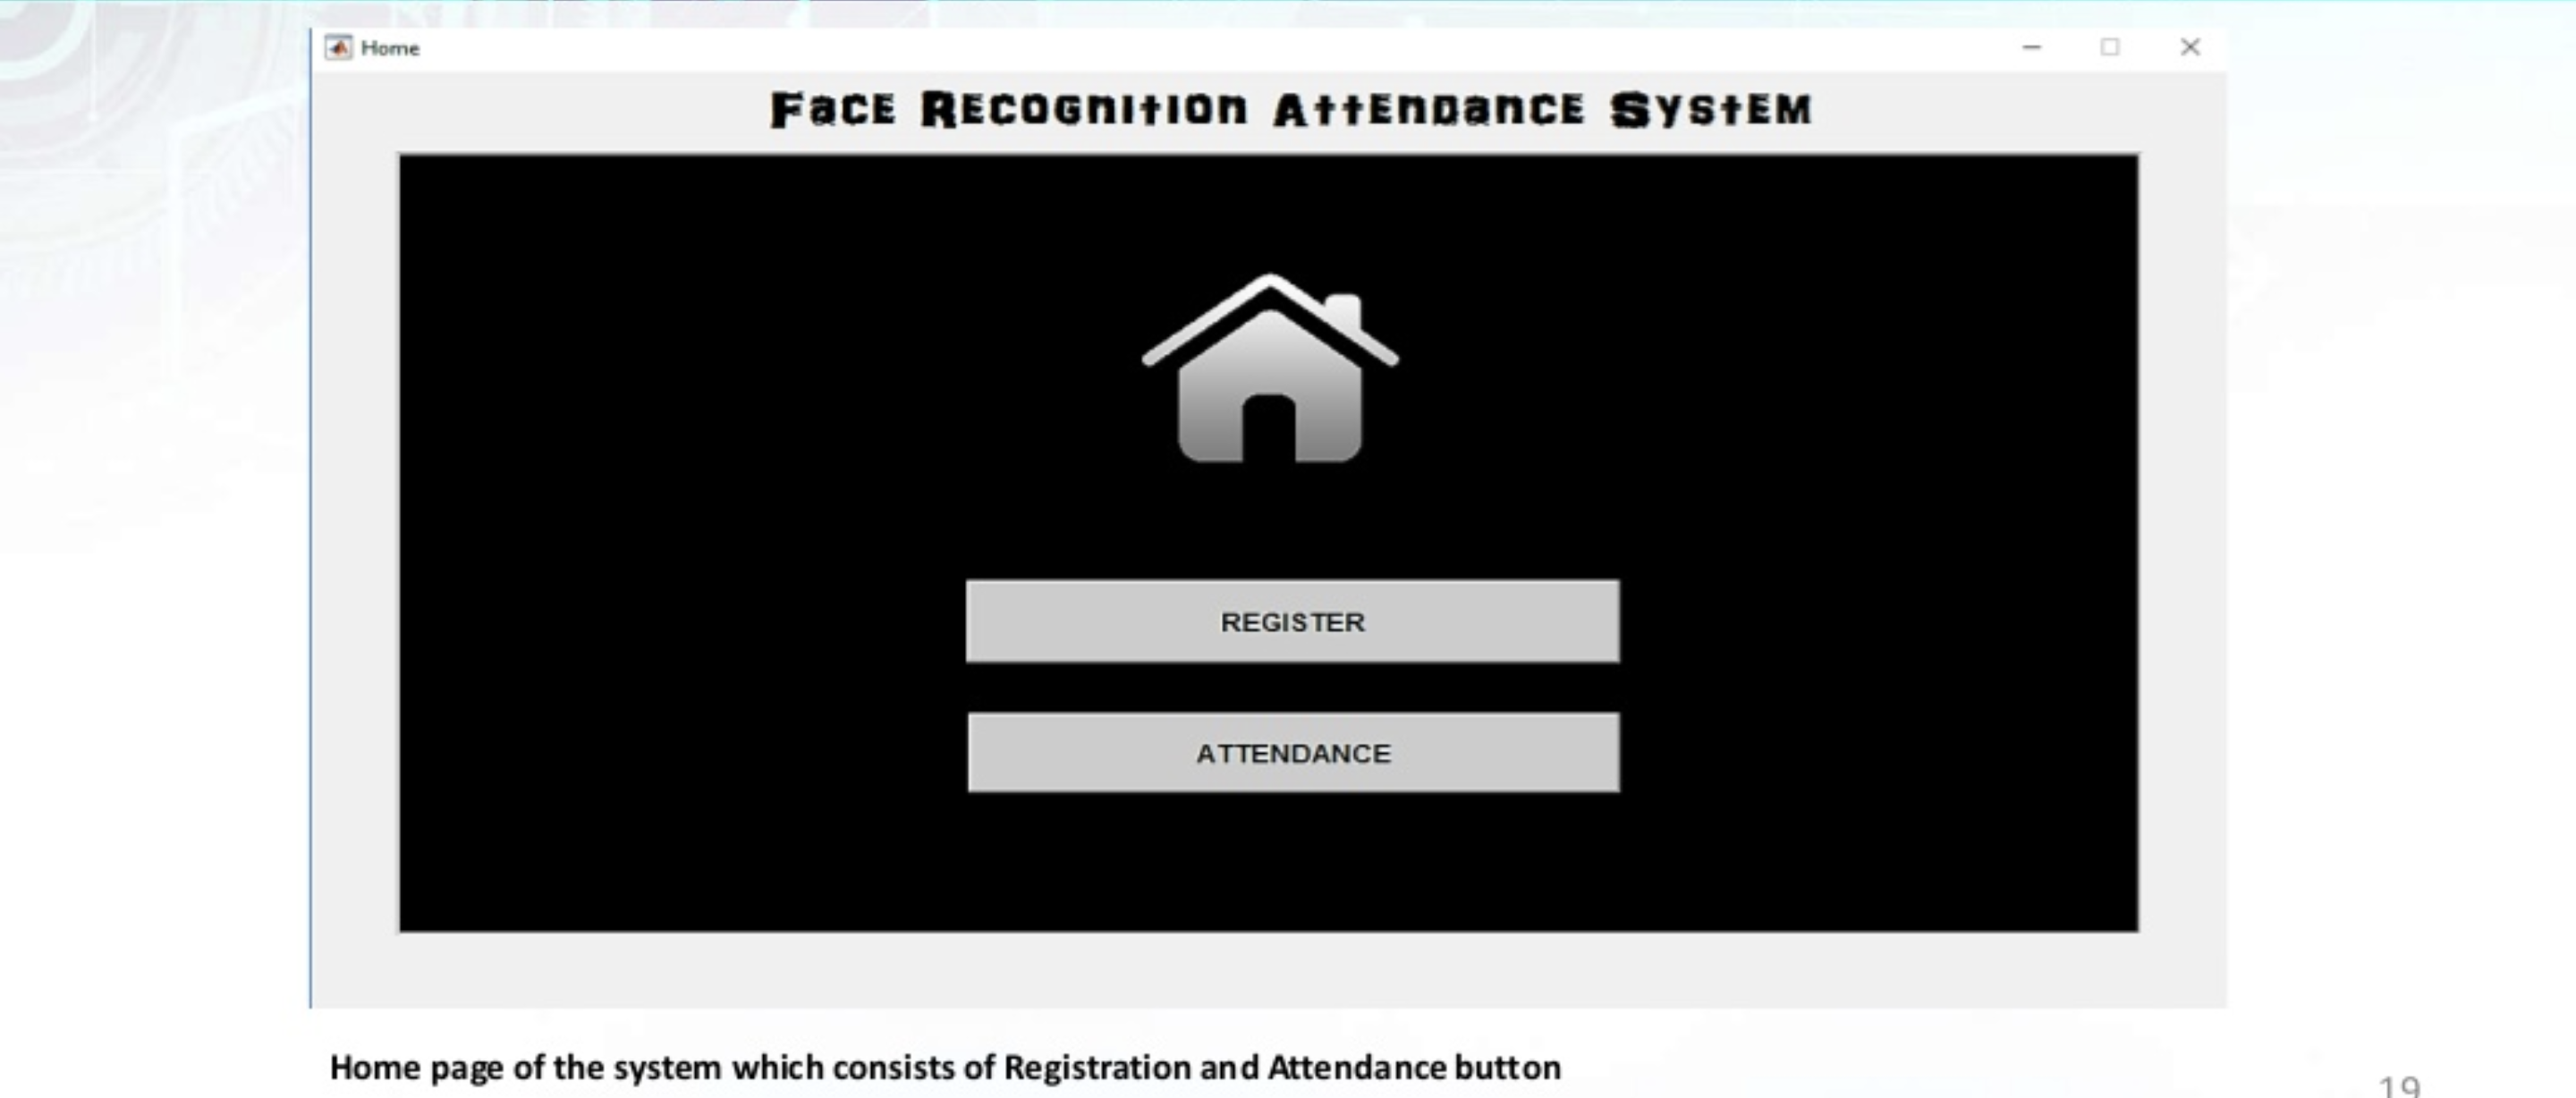 Home
Face Recognition Attendance System
REGISTER
ATTENDANCE
Home page of the system which consists of Registration and Attendance button
19